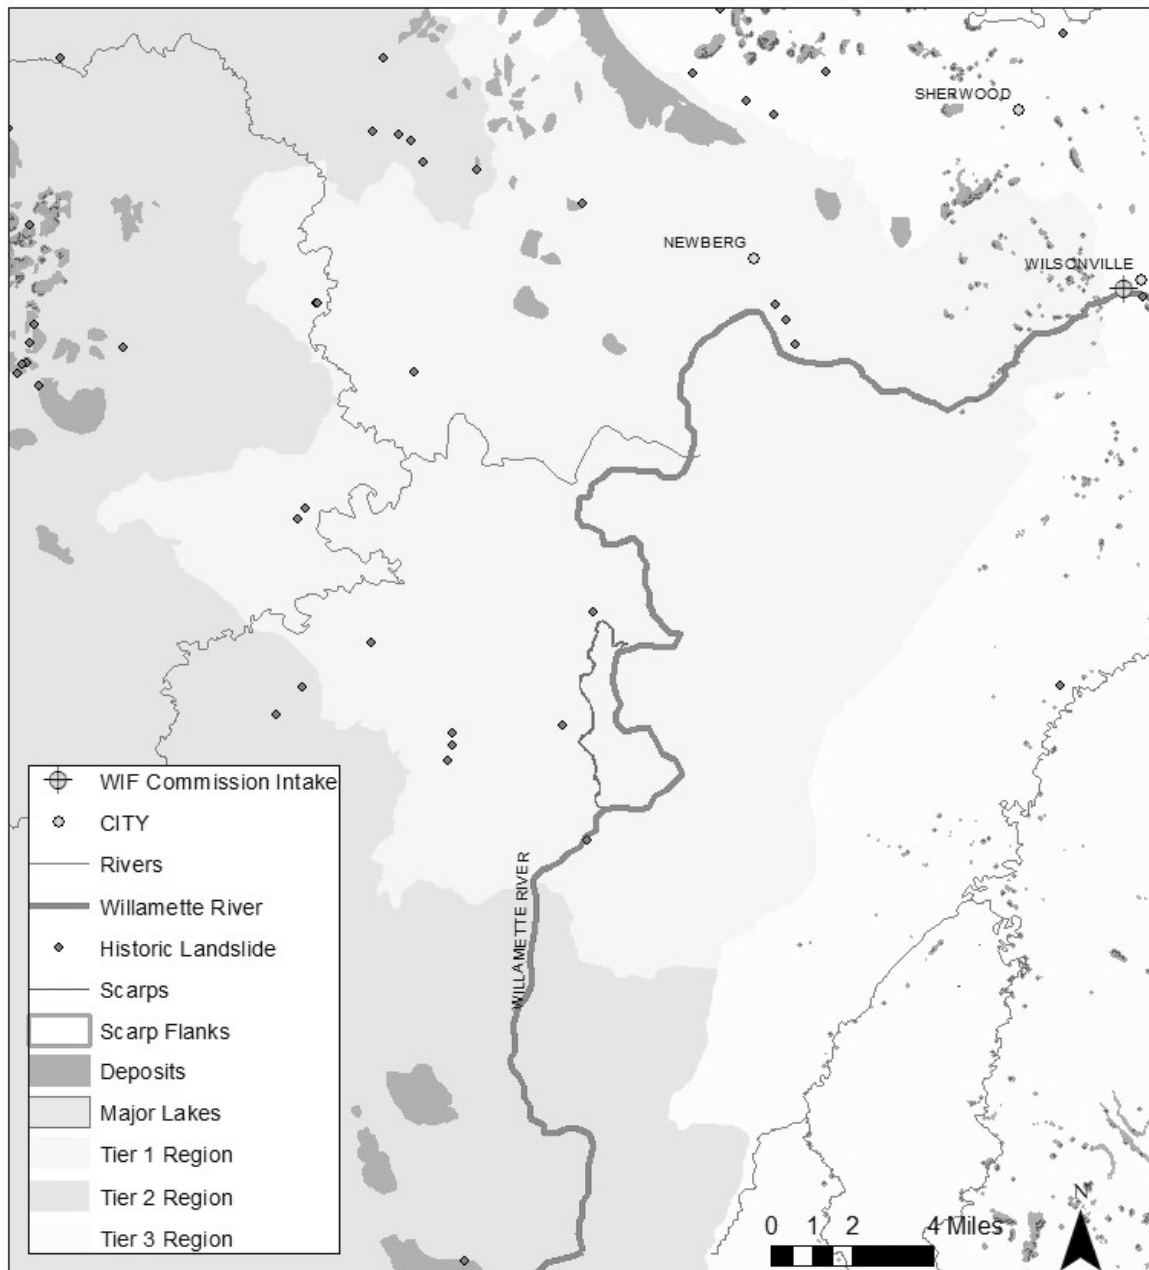 SHERWOOD
NEWBERG
WILSONVILLE
WILLAMETTE RIVER
WIF Commission Intake
CITY
Rivers
Willamette River
Historic Landslide
Scarps
Scarp Flanks
Deposits
Major Lakes
Tier 1 Region
Tier 2 Region
Tier 3 Region
N
0 1 2 4 Miles